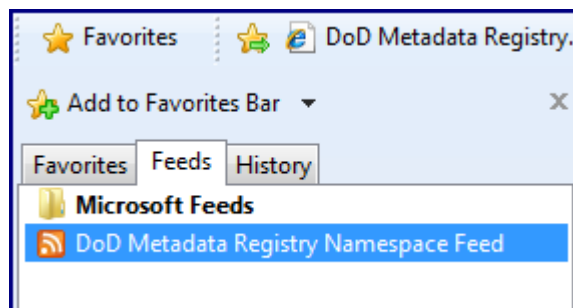 Favorites DoD Metadata Registry.
Add to Favorites Bar
Favorites Feeds History
Microsoft Feeds
DoD Metadata Registry Namespace Feed